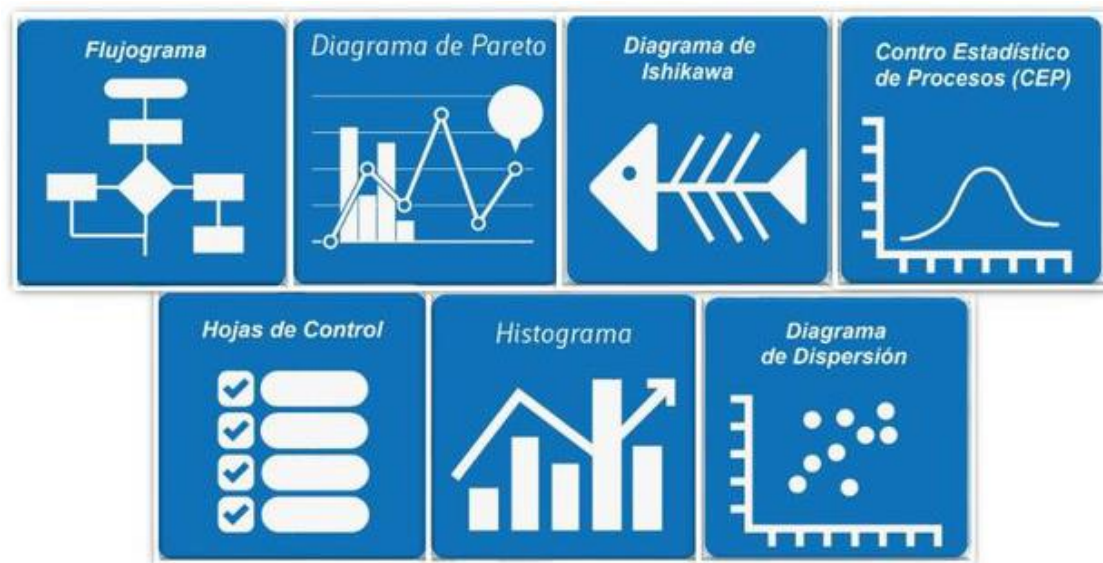 Flujograma
Diagrama de Pareto
Diagrama de
Ishikawa
Contro Estadístico
de Procesos (CEP)
Hojas de Control
Histograma
Diagrama
de Dispersión